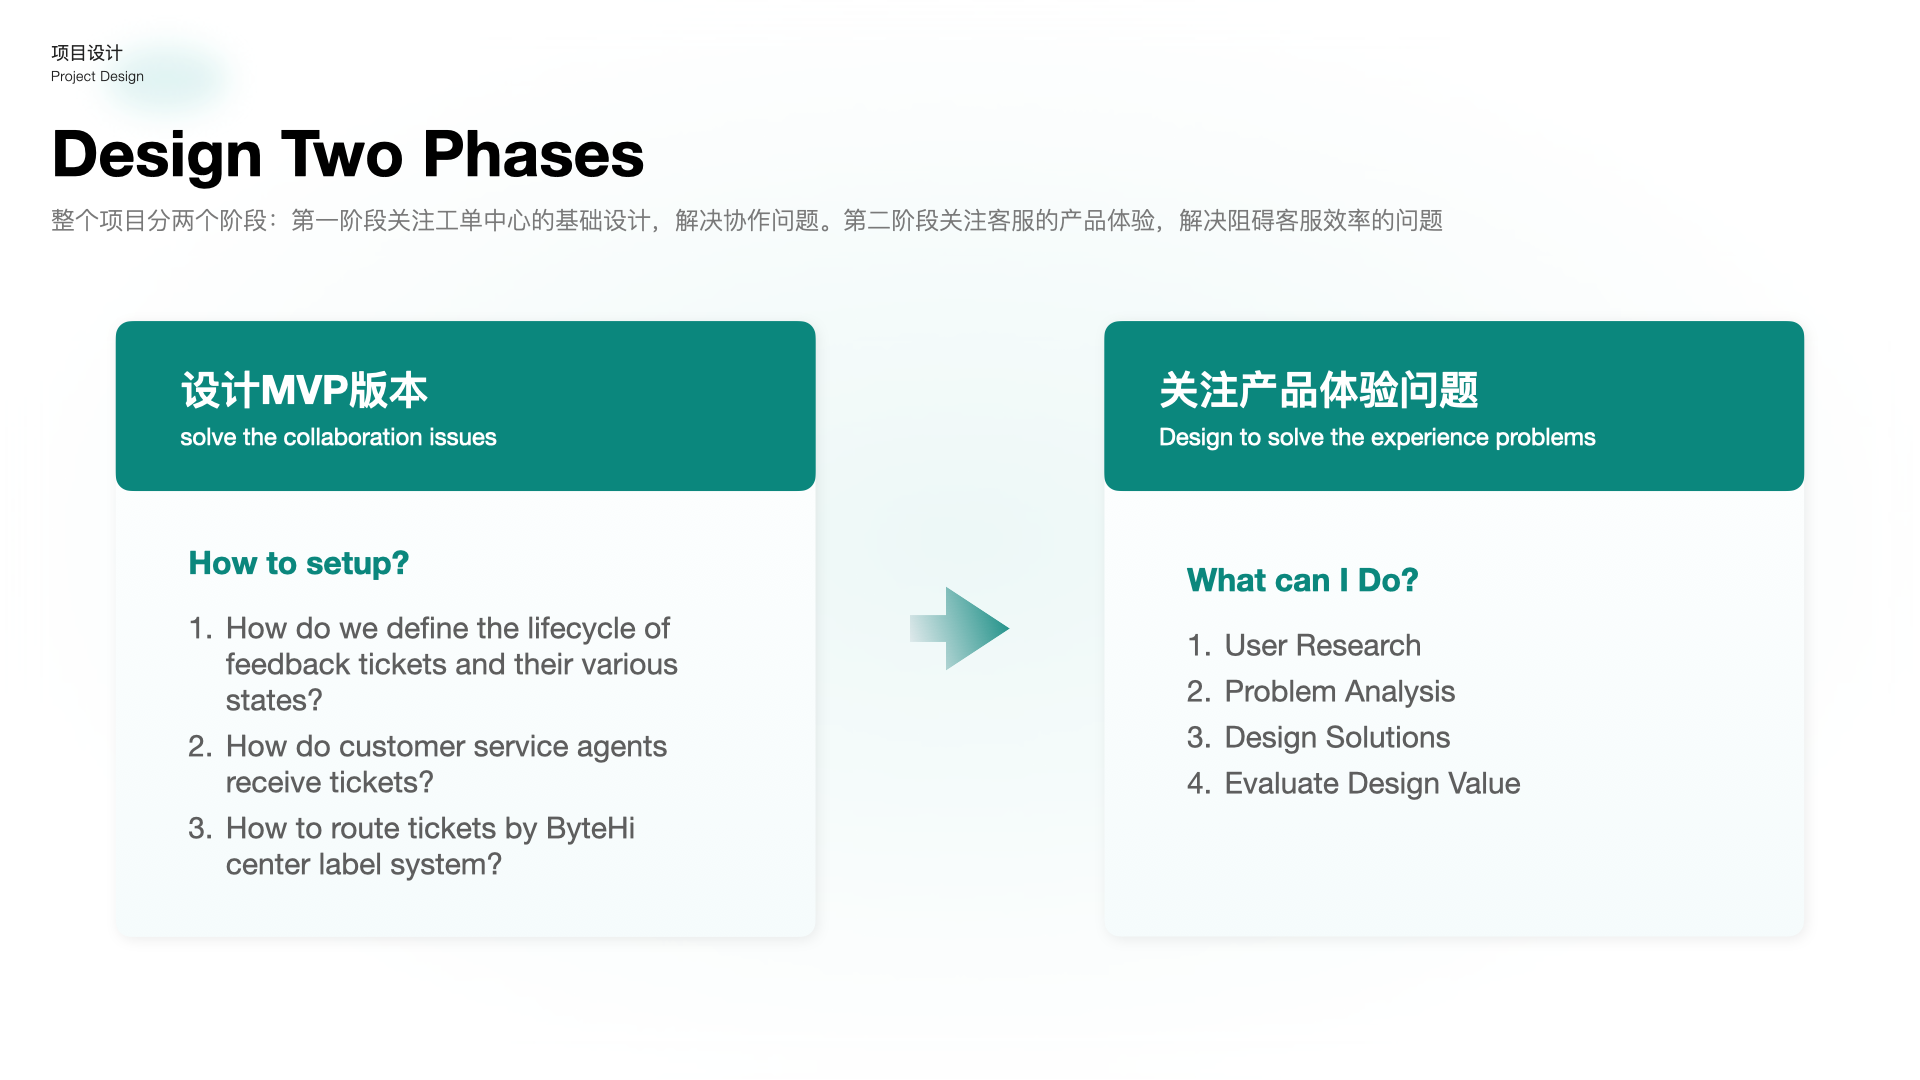 项目设计
Project Design
Design Two Phases
整个项目分两个阶段：第一阶段关注工单中心的基础设计，解决协作问题。第二阶段关注客服的产品体验，解决阻碍客服效率的问题
设计MVP版本
solve the collaboration issues
How to setup?
1. How do we define the lifecycle of
feedback tickets and their various
states?
2. How do customer service agents
receive tickets?
3. How to route tickets by ByteHi
center label system?
关注产品体验问题
Design to solve the experience problems
What can I Do?
1. User Research
2. Problem Analysis
3. Design Solutions
4. Evaluate Design Value